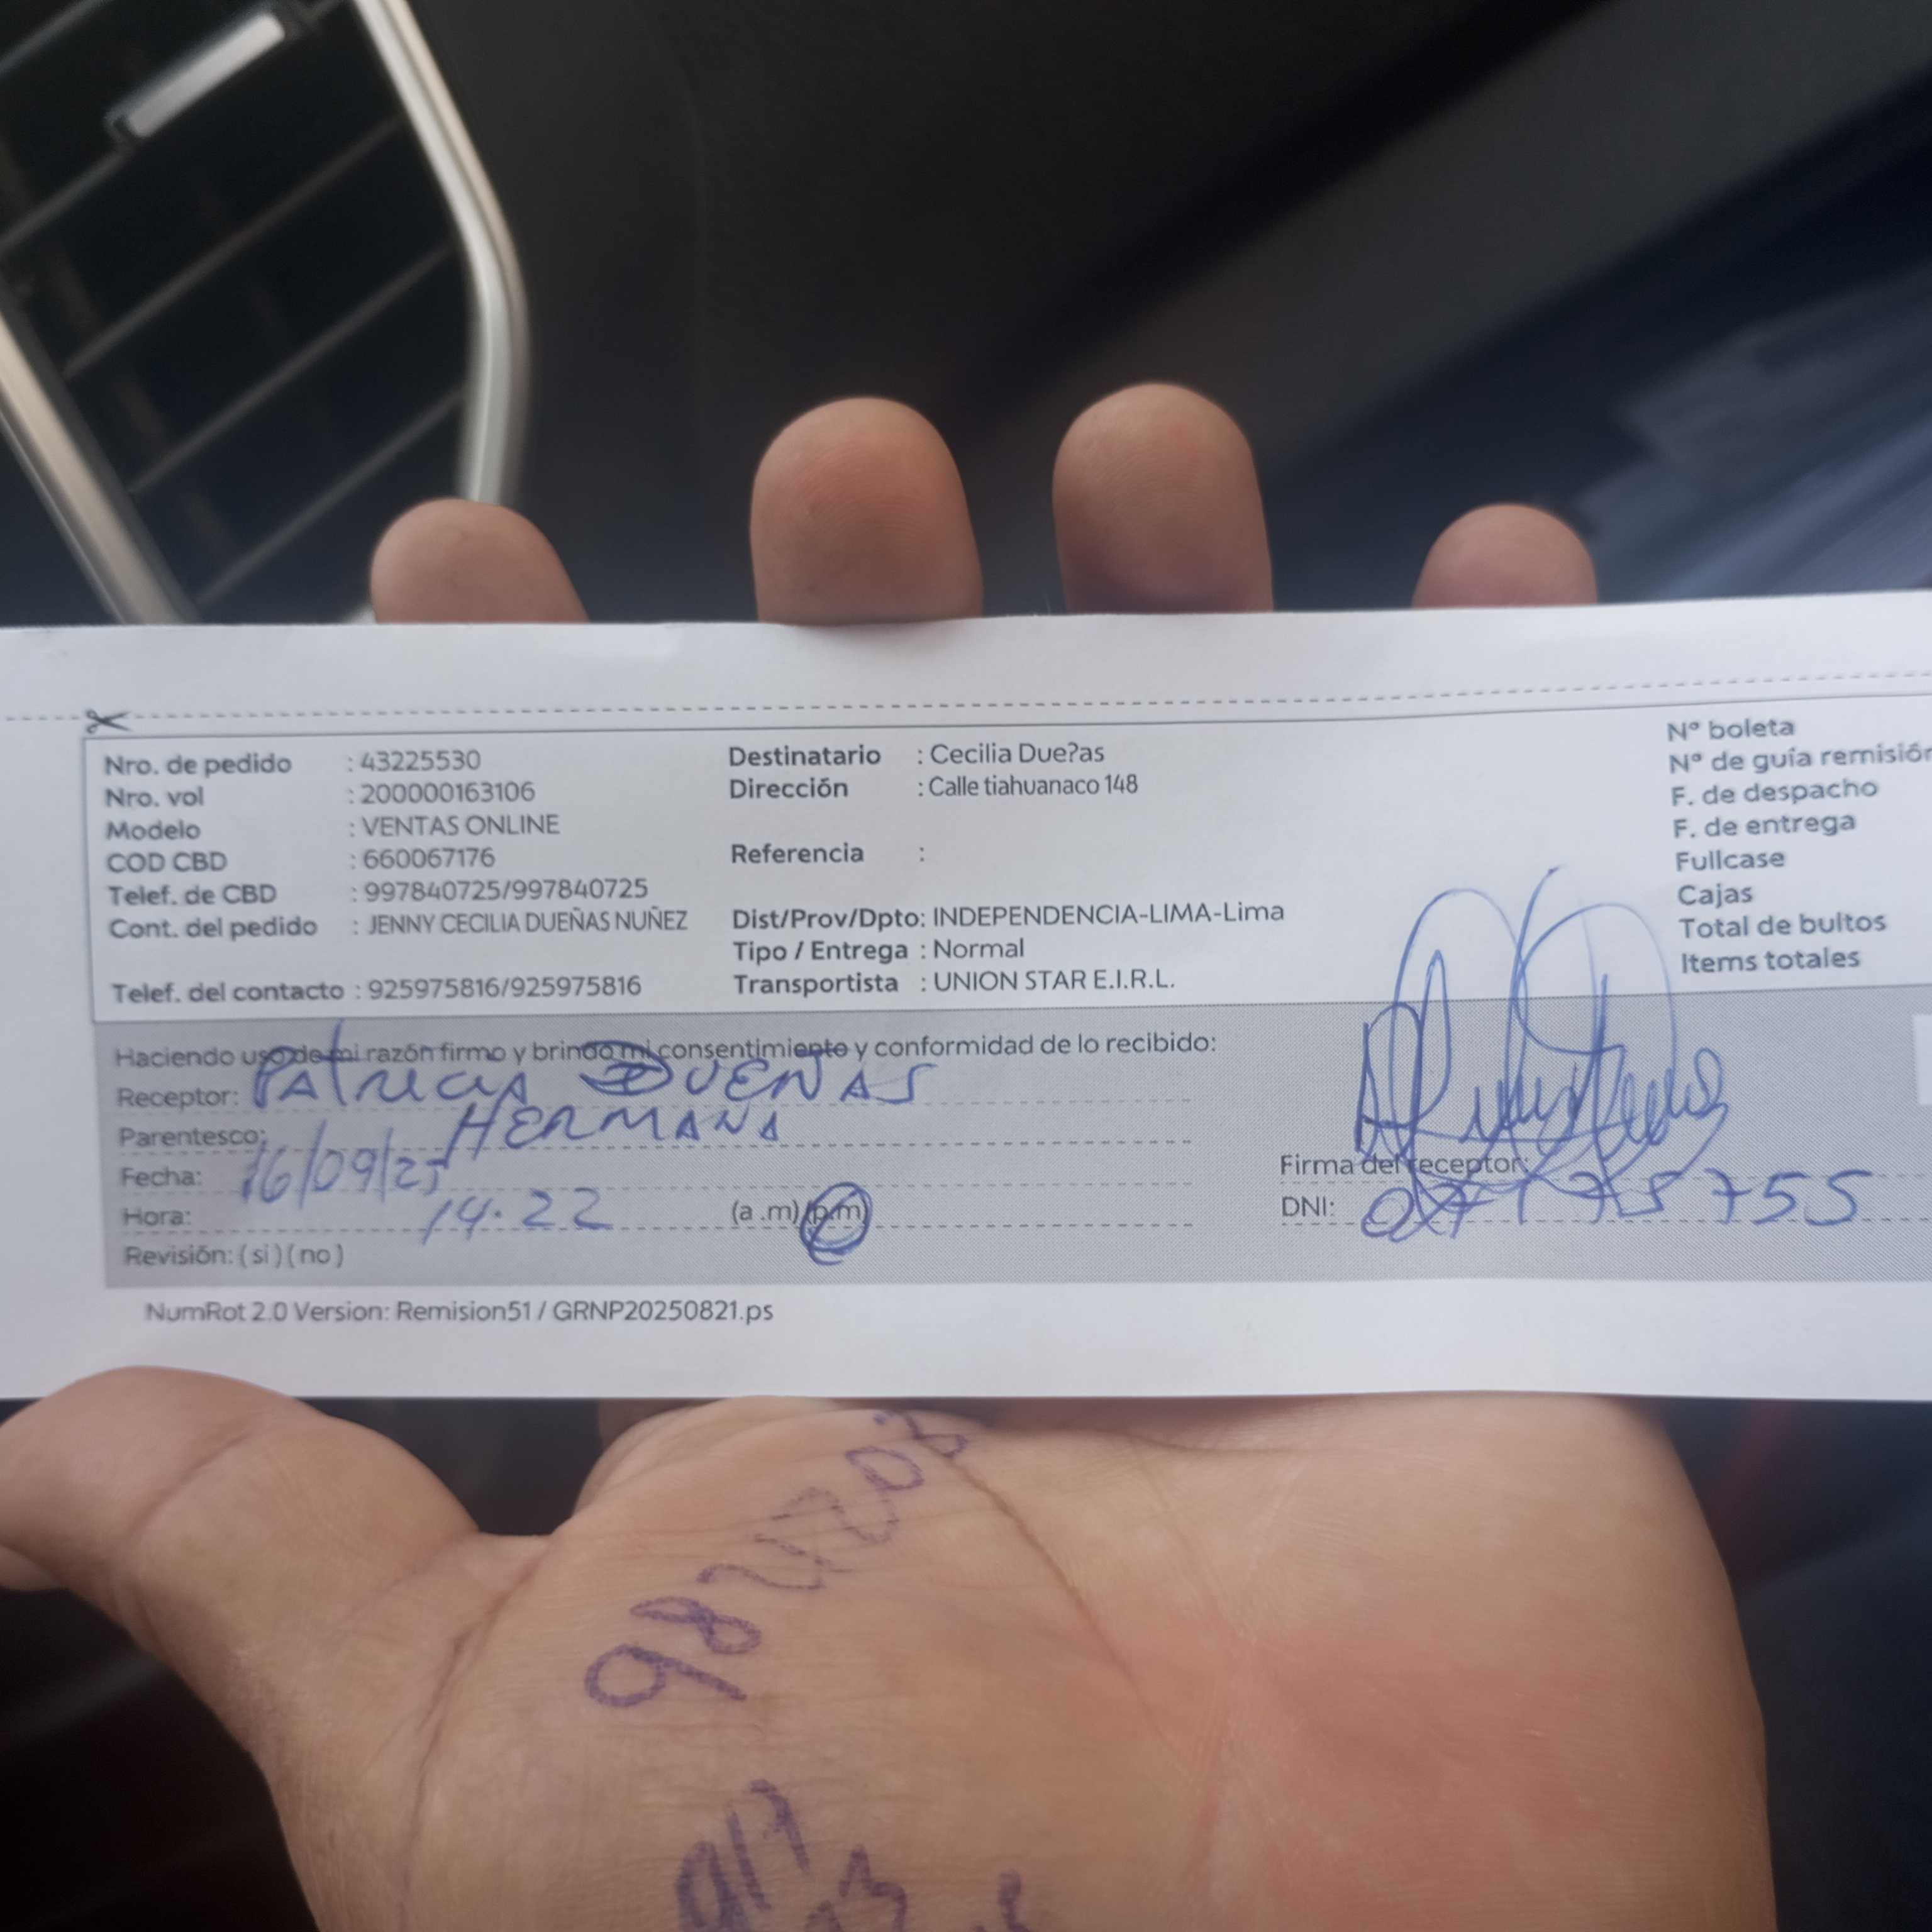 Nro. de pedido : 43225530
Nro. vol : 200000163106
Modelo : VENTAS ONLINE
COD CBD : 660067176
Telef. de CBD : 997840725/997840725
Cont. del pedido : JENNY CECILIA DUEÑAS NUÑEZ
Telef. del contacto : 925975816/925975816
Destinatario : Cecilia Due?as
Dirección : Calle tiahuanaco 148
Referencia :
Dist/Prov/Dpto: INDEPENDENCIA-LIMA-Lima
Tipo / Entrega : Normal
Transportista : UNION STAR E.I.R.L.
Nº boleta
Nº de guía remisión
F. de despacho
F. de entrega
Fullcase
Cajas
Total de bultos
Items totales
Haciendo uso de mi razón firmo y brindo mi consentimiento y conformidad de lo recibido:
Receptor: PATRICIA DUEÑAS
Parentesco: HERMANA
Fecha: 16/09/25
Hora: 14.22 (a .m) (p.m)
Revisión: ( si ) ( no )
Firma del receptor:
DNI:
NumRot 2.0 Version: Remision51 / GRNP20250821.ps
917